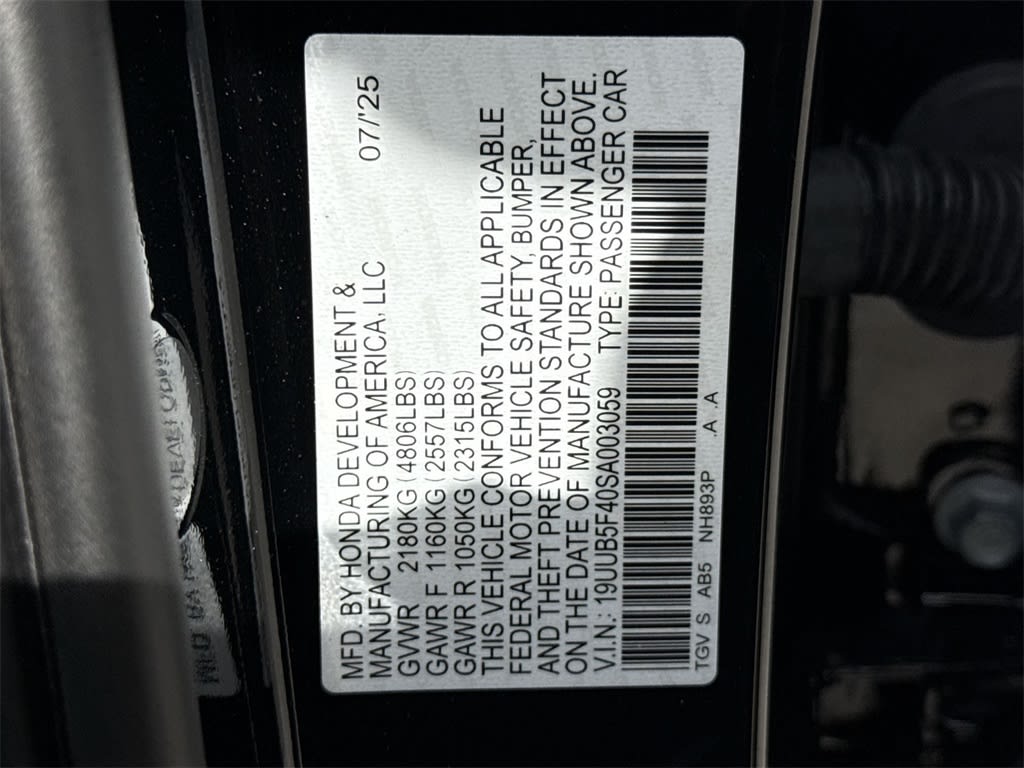 MFD. BY HONDA DEVELOPMENT & 07/'25
MANUFACTURING OF AMERICA, LLC
GVWR 2180KG (4806LBS)
GAWR F 1160KG (2557LBS)
GAWR R 1050KG (2315LBS)
THIS VEHICLE CONFORMS TO ALL APPLICABLE
FEDERAL MOTOR VEHICLE SAFETY, BUMPER,
AND THEFT PREVENTION STANDARDS IN EFFECT
ON THE DATE OF MANUFACTURE SHOWN ABOVE.
V.I.N.: 19UUB5F40SA003059 TYPE: PASSENGER CAR
TGV S AB5 NH893P .A .A